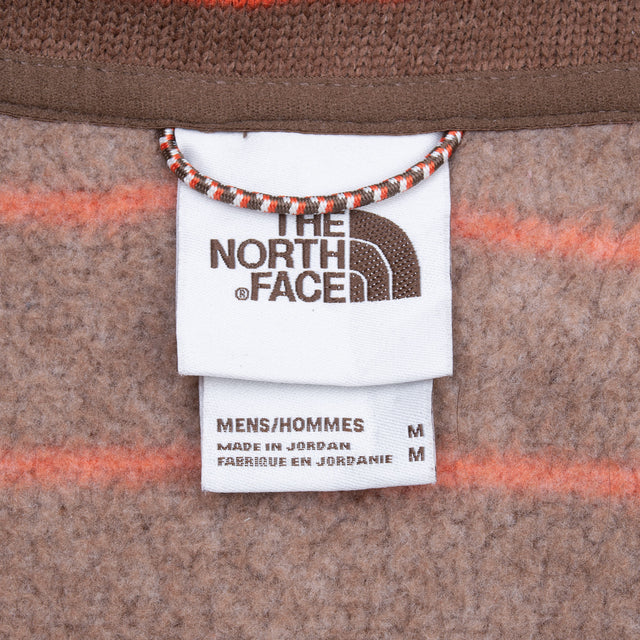 THE
NORTH
®FACE
MENS/HOMMES M
MADE IN JORDAN
FABRIQUE EN JORDANIE M